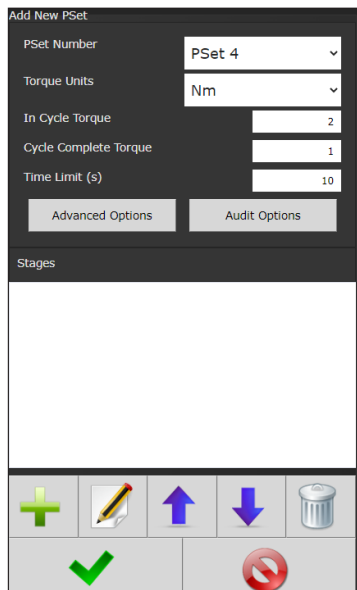 Add New PSet
PSet Number PSet 4
Torque Units Nm
In Cycle Torque 2
Cycle Complete Torque 1
Time Limit (s) 10
Advanced Options Audit Options
Stages